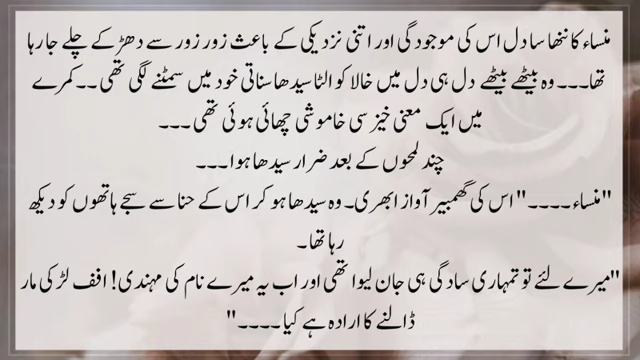 منساء کا ننھا سا دل اس کی موجودگی اور اتنی نزدیکی کے باعث زور زور سے دھڑکے چلے جا رہا
تھا۔۔۔ وہ بیٹھے بیٹھے دل ہی دل میں خالا کو الٹا سیدھا سناتی خود میں سمٹنے لگی تھی۔۔ کمرے
میں ایک معنی خیز سی خاموشی چھائی ہوئی تھی۔۔۔
چند لمحوں کے بعد ضرار سیدھا ہوا۔۔۔
"منساء۔۔۔۔" اس کی گھمبیر آواز ابھری۔ وہ سیدھا ہو کر اس کے حنا سے سجے ہاتھوں کو دیکھ
رہا تھا۔
"میرے لئے تو تمہاری سادگی ہی جان لیوا تھی اور اب یہ میرے نام کی مہندی! افف لڑکی مار
ڈالنے کا ارادہ ہے کیا۔۔۔۔"